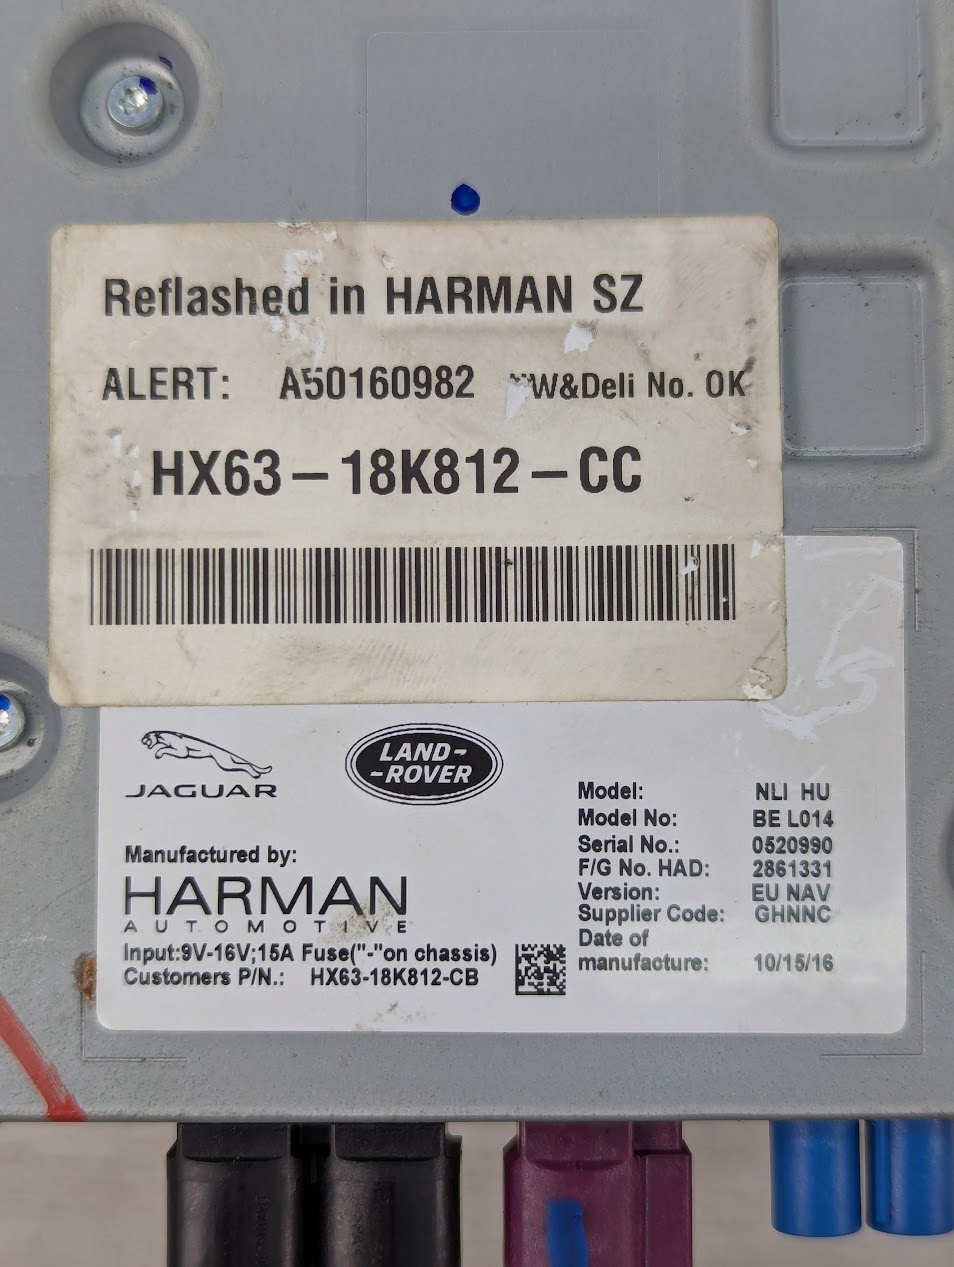 Reflashed in HARMAN SZ
ALERT: A50160982 W&Deli No. OK
HX63-18K812-CC
JAGUAR
LAND-
-ROVER
Manufactured by:
HARMAN
AUTOMOTIVE
Input:9V-16V;15A Fuse("-"on chassis)
Customers P/N.: HX63-18K812-CB
Model: NLI HU
Model No: BE L014
Serial No.: 0520990
F/G No. HAD: 2861331
Version: EU NAV
Supplier Code: GHNNC
Date of
manufacture: 10/15/16